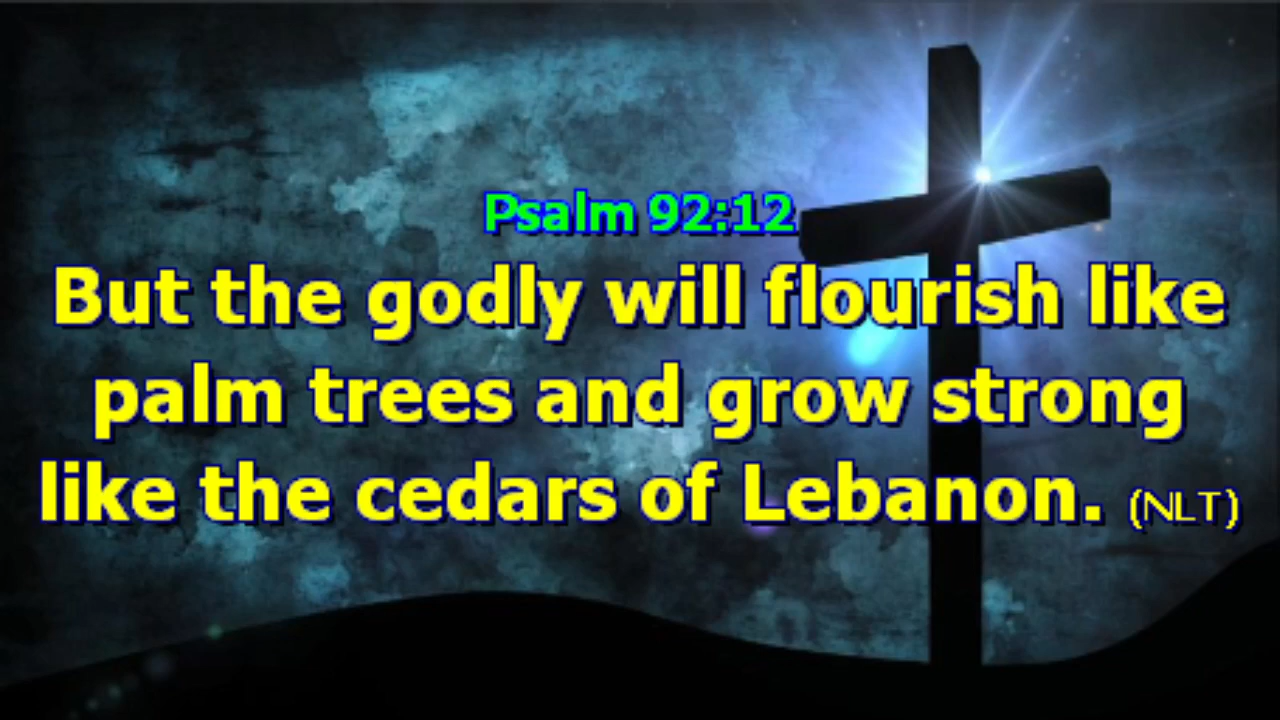 Psalm 92:12
But the godly will flourish like
palm trees and grow strong
like the cedars of Lebanon. (NLT)